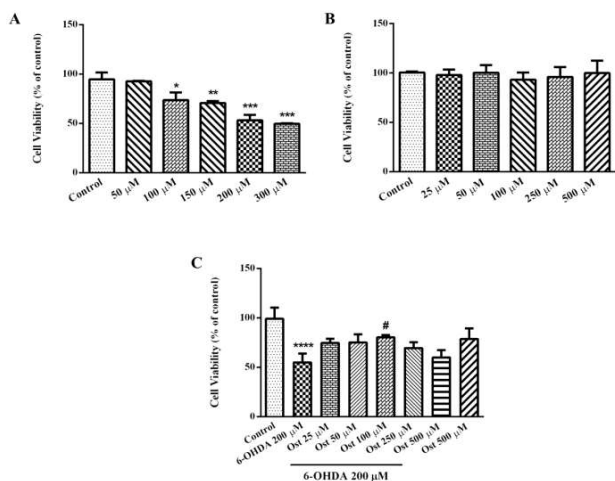 A
Cell Viability (% of control)
150
100
50
0
*
**
***
***
Control
50 µM
100 µM
150 µM
200 µM
300 µM
B
Cell Viability (% of control)
150
100
50
0
Control
25 µM
50 µM
100 µM
250 µM
500 µM
C
Cell Viability (% of control)
150
100
50
0
****
#
Control
6-OHDA 200 µM
Ost 25 µM
Ost 50 µM
Ost 100 µM
Ost 250 µM
Ost 500 µM
Ost 500 µM
6-OHDA 200 µM